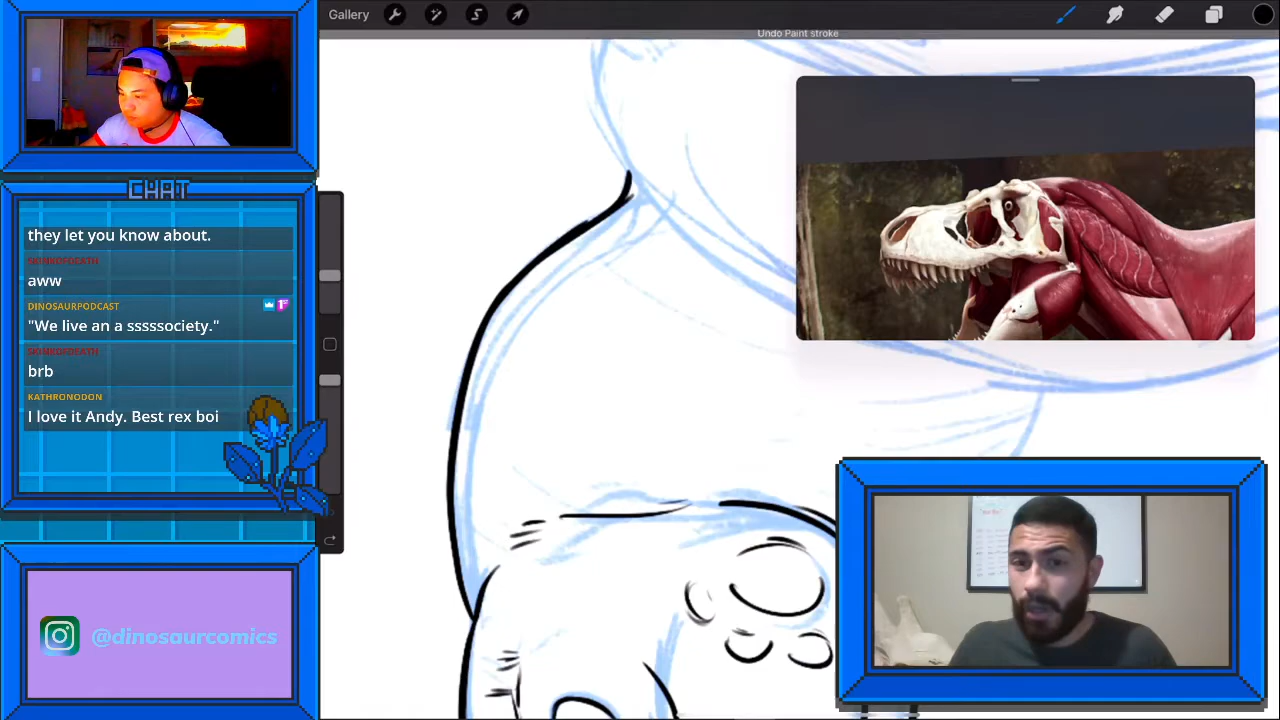 Gallery
Undo Paint stroke
CHAT
they let you know about.
aww
DINOSAURPODCAST
"We live an a sssssociety."
brb
KATHRONODON
I love it Andy. Best rex boi
@dinosaurcomics